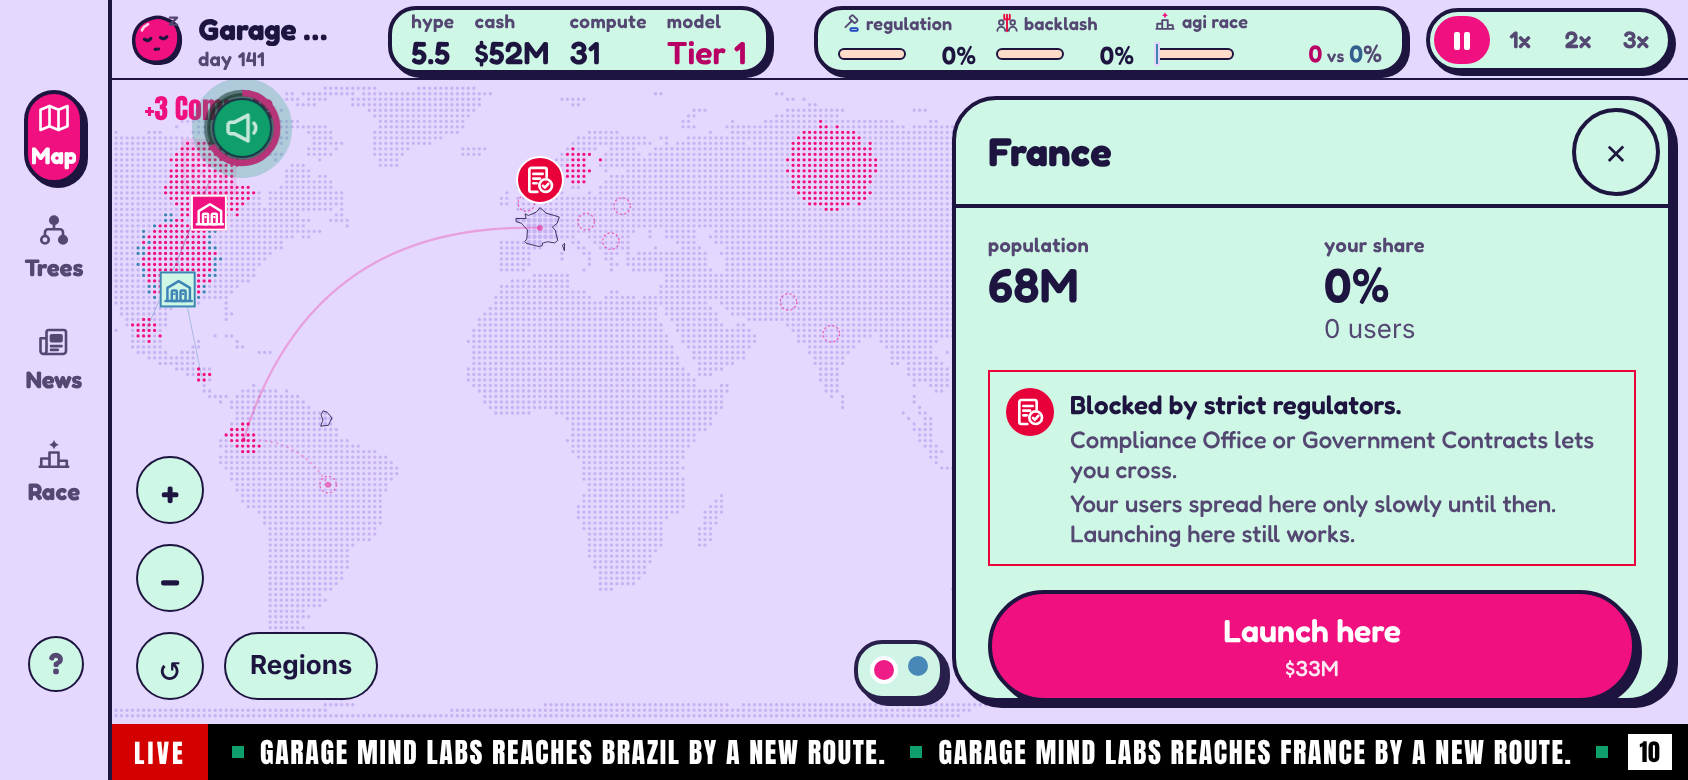 Garage ...
day 141
hype
5.5
cash
$52M
compute
31
model
Tier 1
regulation
0%
backlash
0%
agi race
0 vs 0%
1x
2x
3x
Map
Trees
News
Race
?
+3
France
×
population
68M
your share
0%
0 users
Blocked by strict regulators.
Compliance Office or Government Contracts lets
you cross.
Your users spread here only slowly until then.
Launching here still works.
Launch here
$33M
+
−
↺
Regions
LIVE
GARAGE MIND LABS REACHES BRAZIL BY A NEW ROUTE.
GARAGE MIND LABS REACHES FRANCE BY A NEW ROUTE.
10